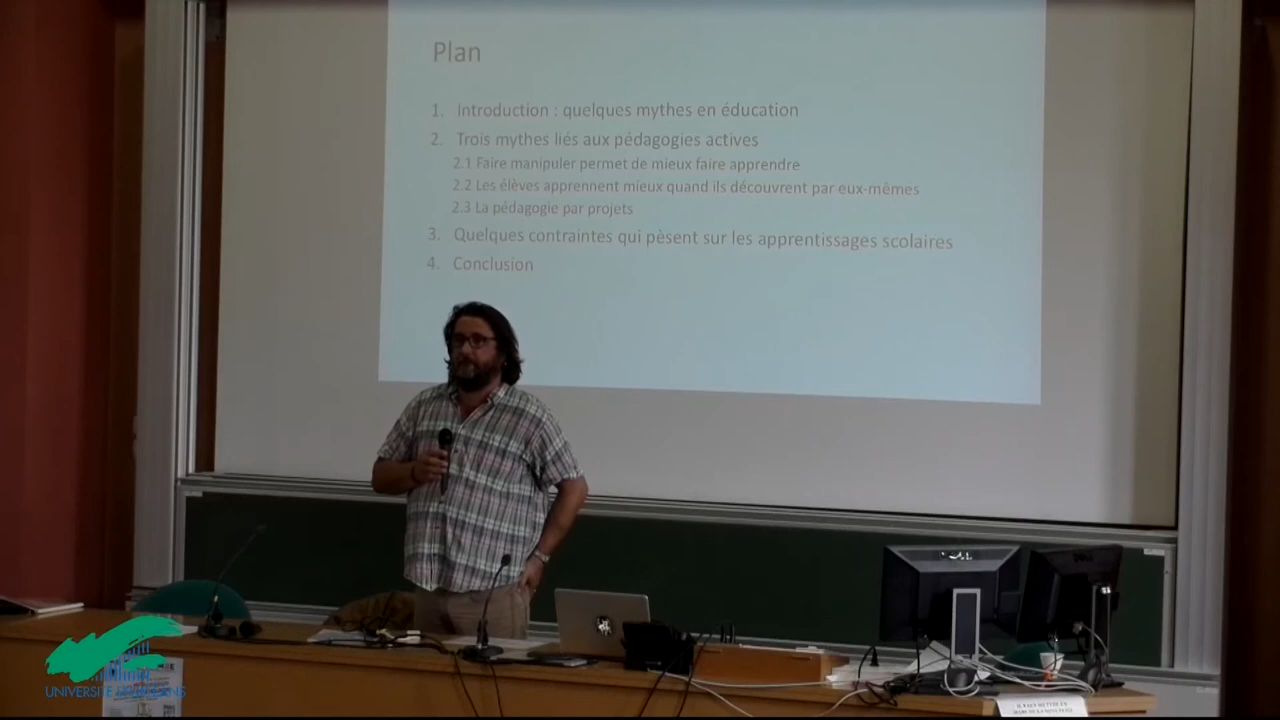 Plan
1. Introduction : quelques mythes en éducation
2. Trois mythes liés aux pédagogies actives
2.1 Faire manipuler permet de mieux faire apprendre
2.2 Les élèves apprennent mieux quand ils découvrent par eux-mêmes
2.3 La pédagogie par projets
3. Quelques contraintes qui pèsent sur les apprentissages scolaires
4. Conclusion
UNIVERSITÉ D'ORLÉANS